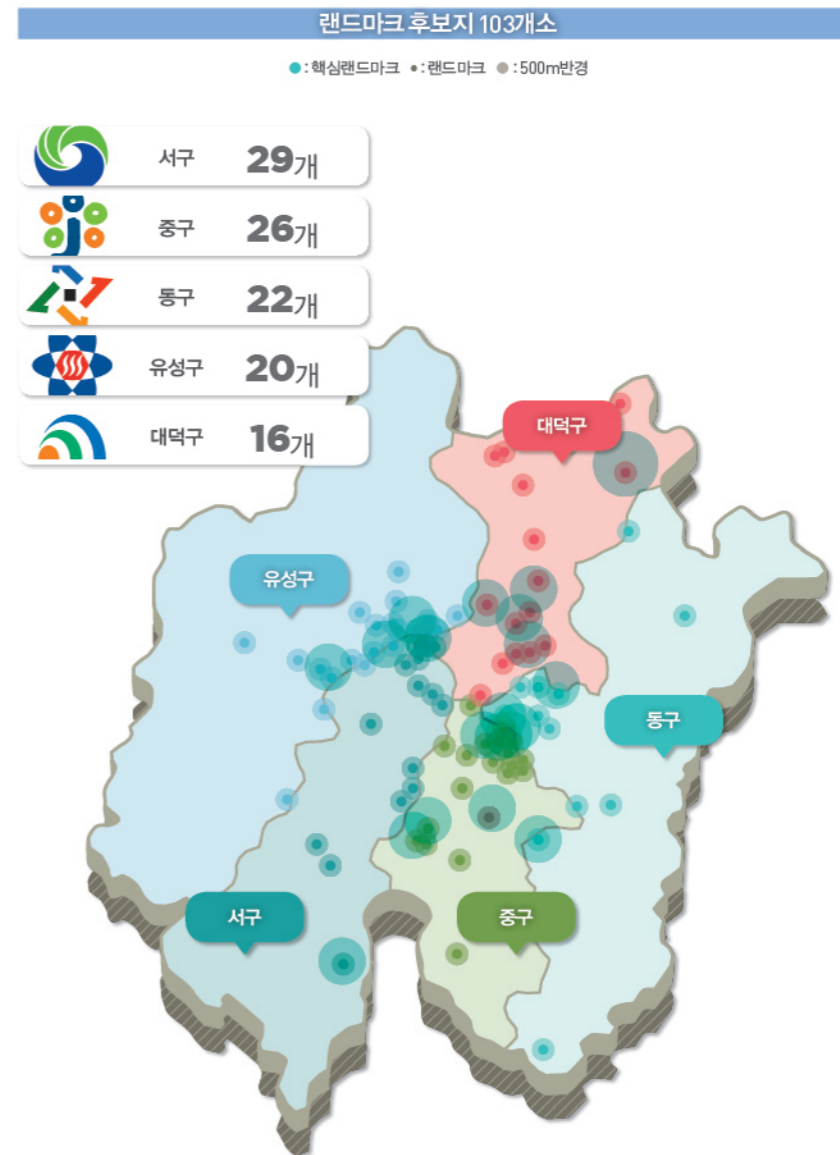 랜드마크 후보지 103개소
●:핵심랜드마크 •:랜드마크 ●:500m반경
서구 29개
중구 26개
동구 22개
유성구 20개
대덕구 16개
대덕구
유성구
동구
서구
중구